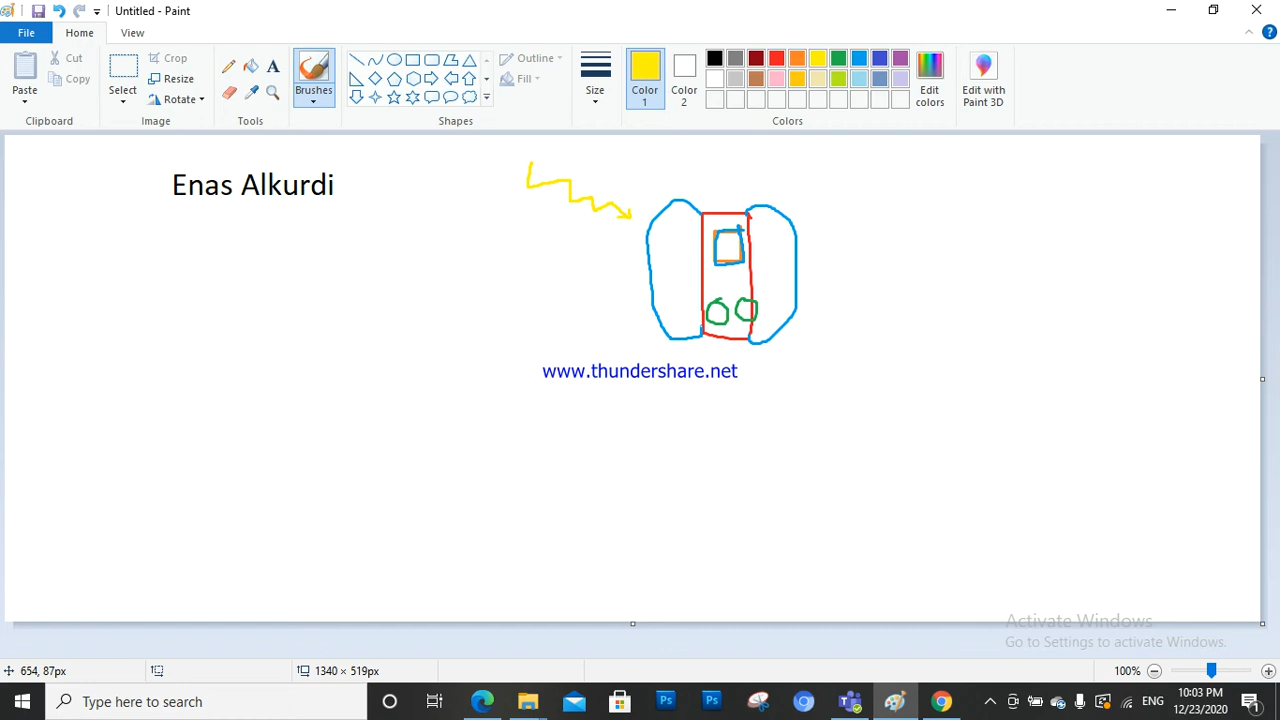 Untitled - Paint
File
Home
View
Paste
Cut
Copy
Clipboard
Select
Crop
Resize
Rotate
Image
Tools
Brushes
Shapes
Outline
Fill
Size
Color 1
Color 2
Colors
Edit colors
Edit with Paint 3D
Enas Alkurdi
www.thundershare.net
Activate Windows
Go to Settings to activate Windows.
654, 87px
1340 × 519px
100%
Type here to search
Ps
Ps
ENG
10:03 PM
12/23/2020
1